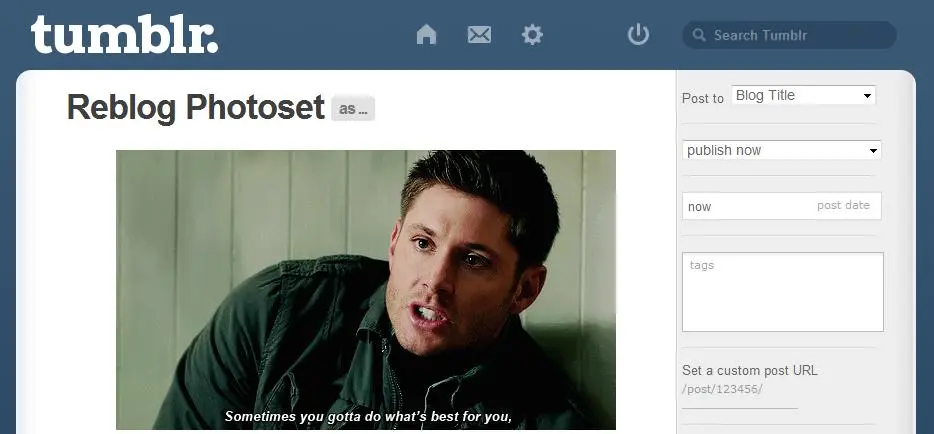 tumblr.
Search Tumblr
Reblog Photoset as ...
Post to Blog Title
publish now
now post date
tags
Set a custom post URL
/post/123456/
Sometimes you gotta do what's best for you,